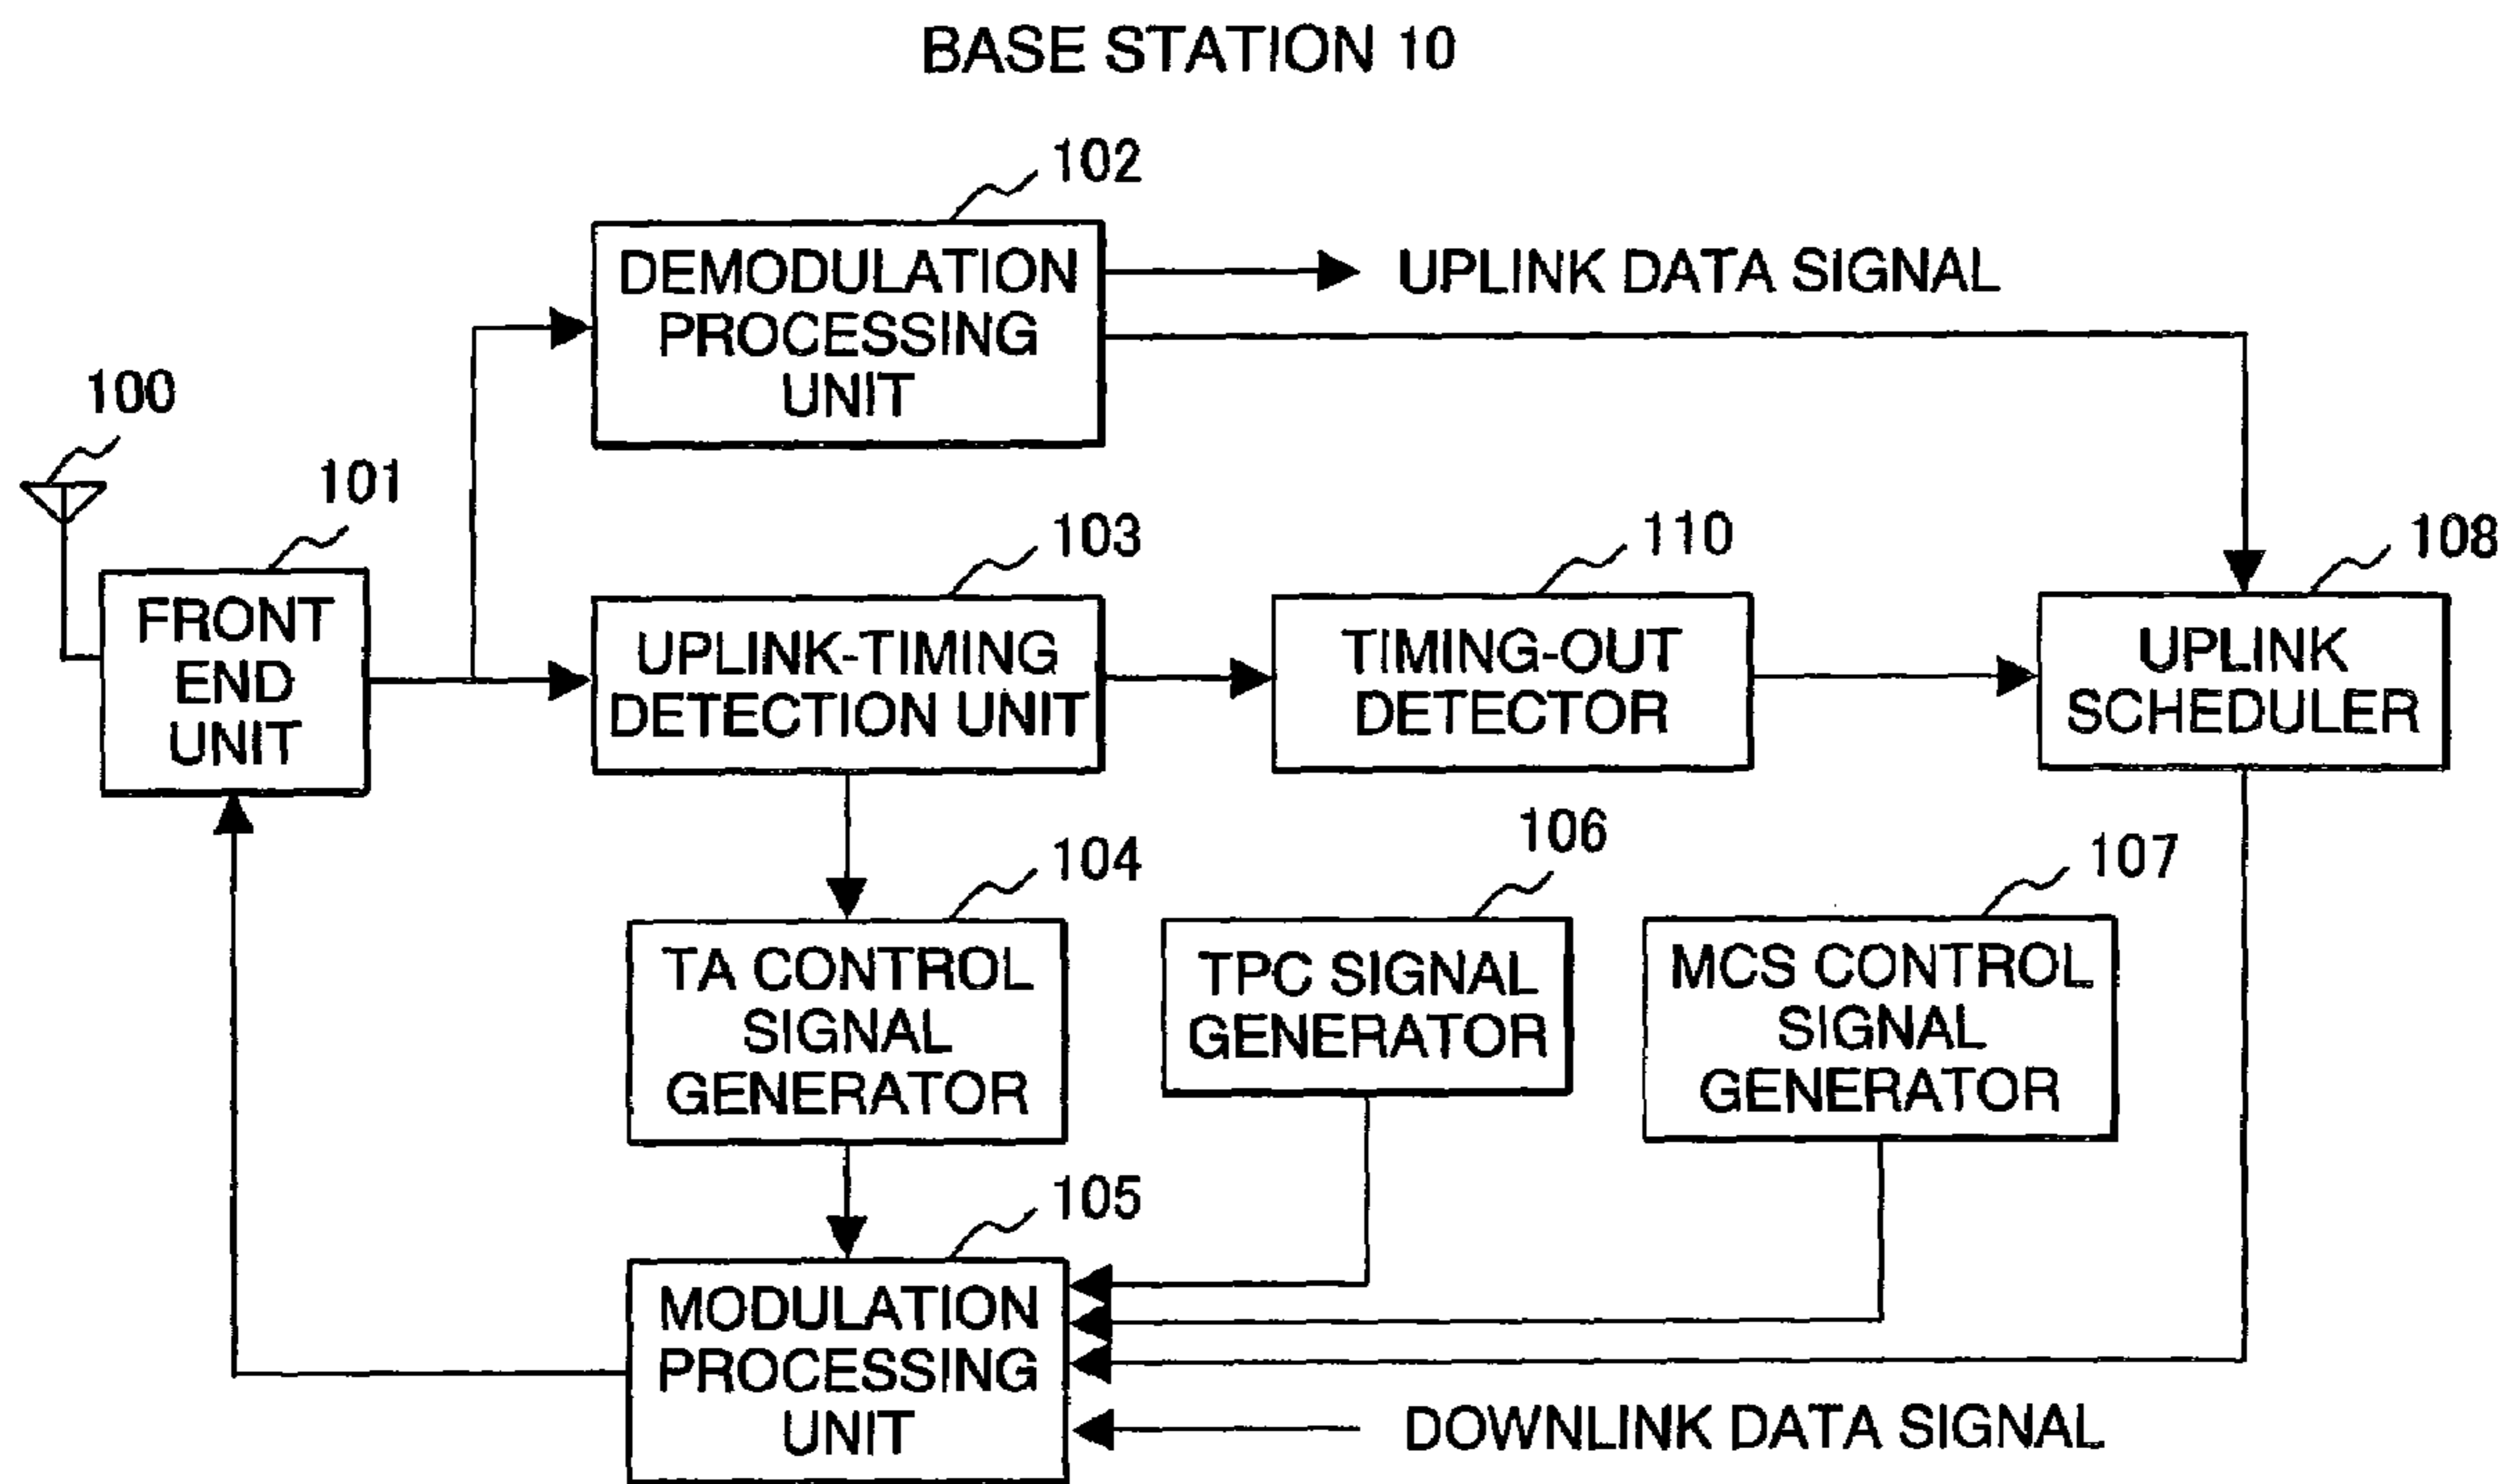 BASE STATION 10
102
DEMODULATION
PROCESSING
UNIT
UPLINK DATA SIGNAL
100
101
FRONT
END
UNIT
103
UPLINK-TIMING
DETECTION UNIT
110
TIMING-OUT
DETECTOR
108
UPLINK
SCHEDULER
104
TA CONTROL
SIGNAL
GENERATOR
106
TPC SIGNAL
GENERATOR
107
MCS CONTROL
SIGNAL
GENERATOR
105
MODULATION
PROCESSING
UNIT
DOWNLINK DATA SIGNAL